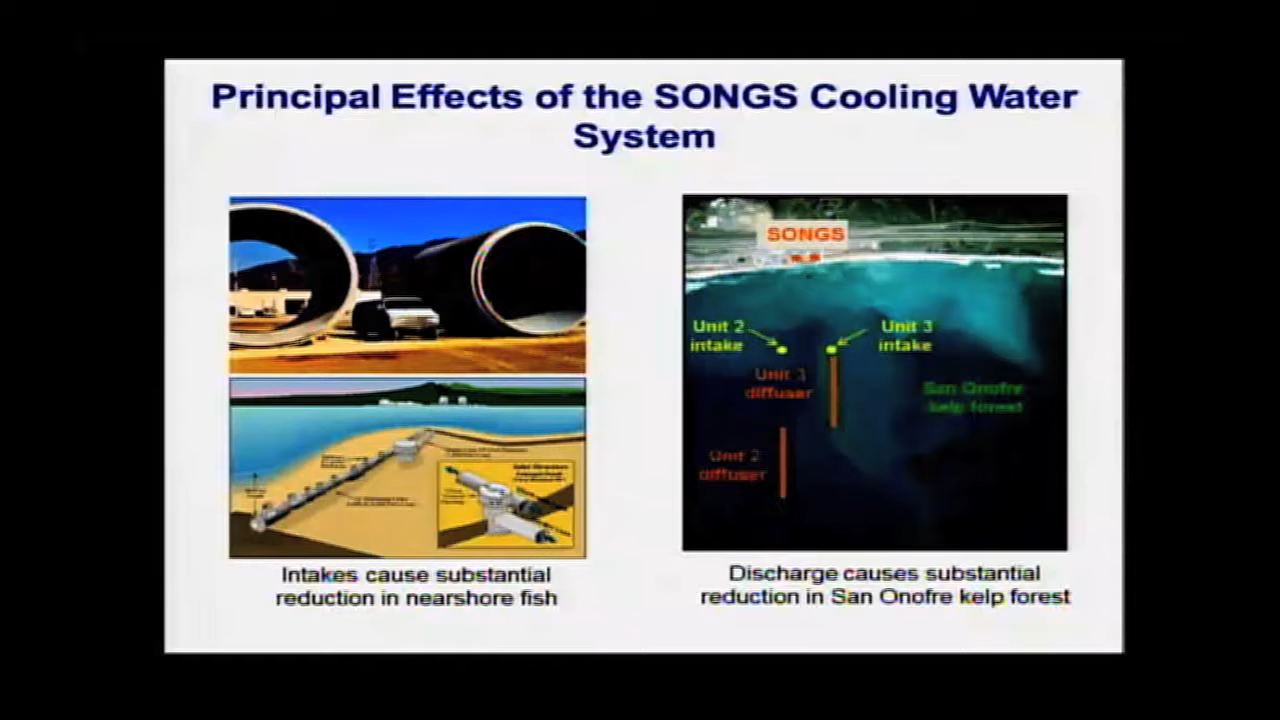 Principal Effects of the SONGS Cooling Water
System
SONGS
Unit 2
intake
Unit 3
intake
Unit 3
diffuser
San Onofre
kelp forest
Unit 2
diffuser
Intakes cause substantial
reduction in nearshore fish
Discharge causes substantial
reduction in San Onofre kelp forest